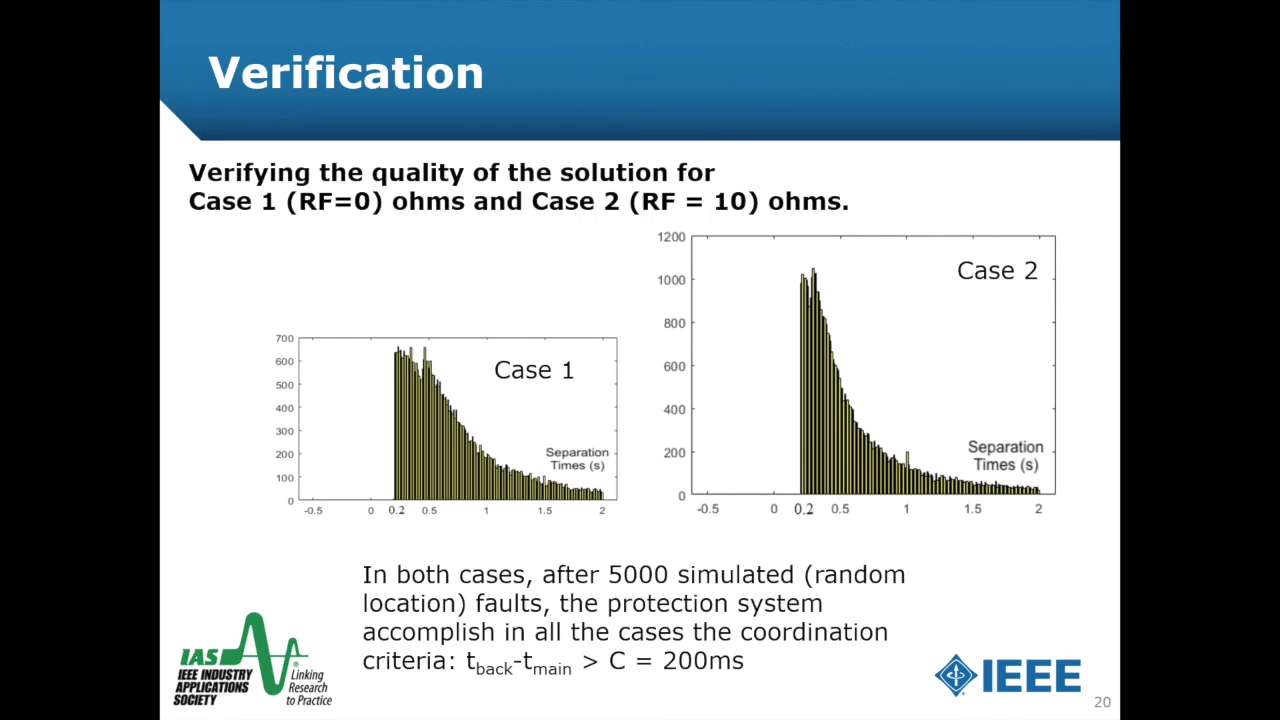 Verification
Verifying the quality of the solution for
Case 1 (RF=0) ohms and Case 2 (RF = 10) ohms.
700
600
500
400
300
200
100
0
-0.5 0 0.2 0.5 1 1.5 2
Case 1
Separation
Times (s)
1200
1000
800
600
400
200
0
-0.5 0 0.2 0.5 1 1.5 2
Case 2
Separation
Times (s)
In both cases, after 5000 simulated (random
location) faults, the protection system
accomplish in all the cases the coordination
criteria: tback-tmain > C = 200ms
IAS
IEEE INDUSTRY
APPLICATIONS
SOCIETY
®
Linking
Research
to Practice
IEEE
20